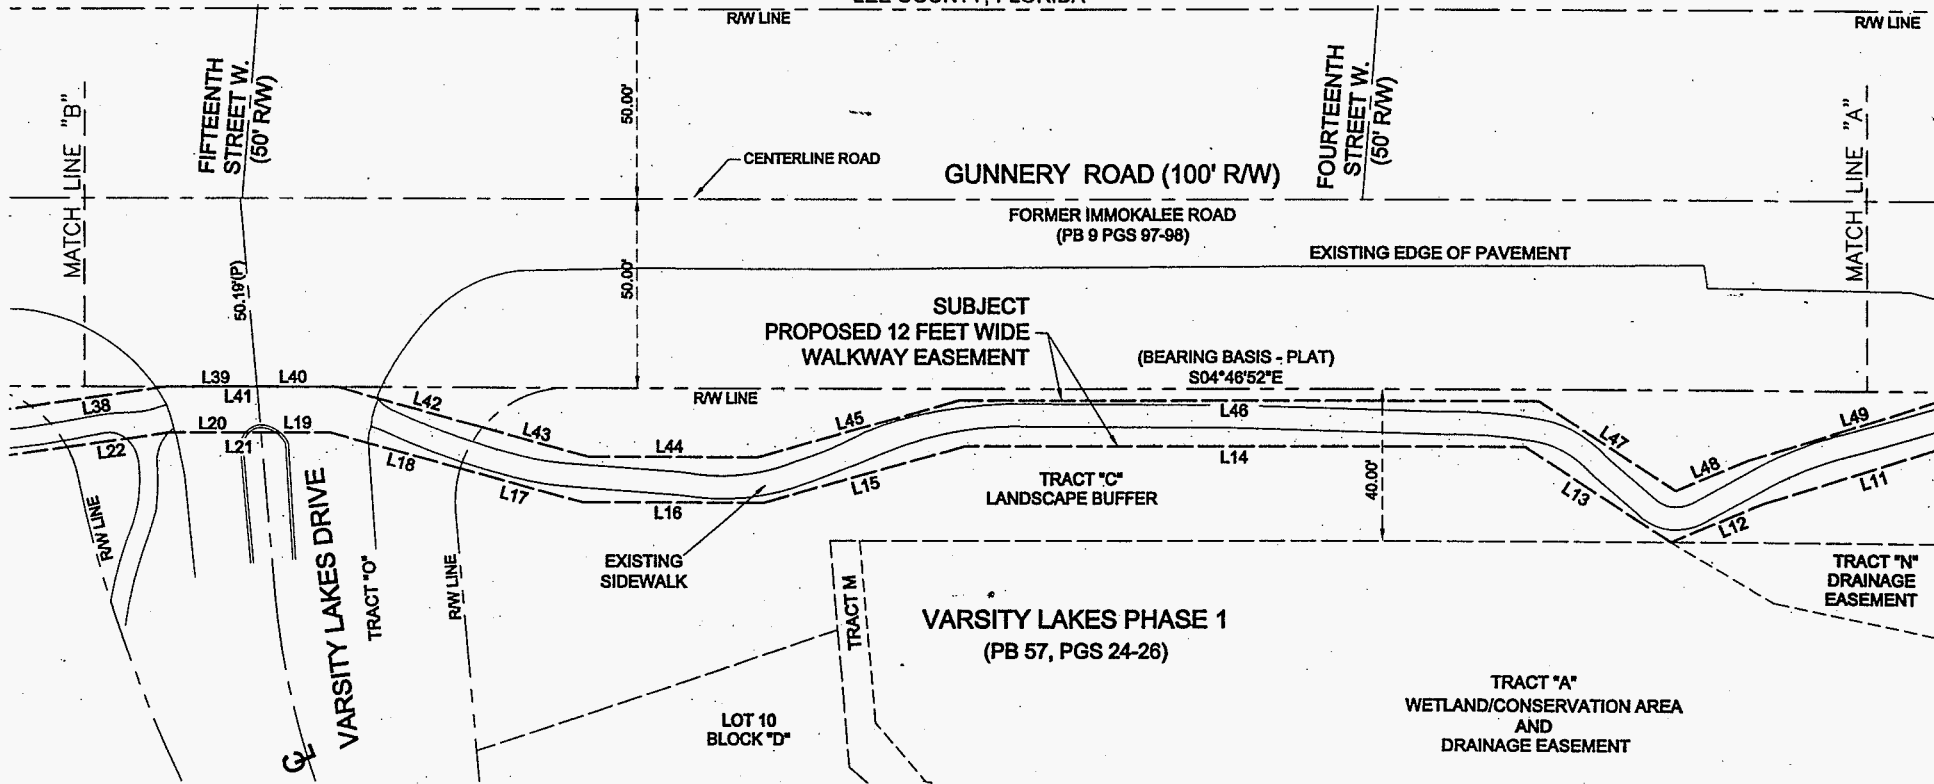 LEE COUNTY, FLORIDA
R/W LINE
R/W LINE
MATCH LINE "B"
FIFTEENTH
STREET W.
(50' R/W)
50.00'
CENTERLINE ROAD
GUNNERY ROAD (100' R/W)
FOURTEENTH
STREET W.
(50' R/W)
MATCH LINE "A"
FORMER IMMOKALEE ROAD
(PB 9 PGS 97-98)
EXISTING EDGE OF PAVEMENT
50.19'(P)
50.00'
SUBJECT
PROPOSED 12 FEET WIDE
WALKWAY EASEMENT
(BEARING BASIS - PLAT)
S04°46'52"E
L39
L40
L41
L38
L42
R/W LINE
L45
L46
L49
L20
L19
L21
L22
L43
L44
L47
L48
L18
L17
L16
L15
L14
L13
L12
L11
40.00'
TRACT "C"
LANDSCAPE BUFFER
R/W LINE
VARSITY LAKES DRIVE
TRACT "O"
R/W LINE
EXISTING
SIDEWALK
TRACT M
TRACT "N"
DRAINAGE
EASEMENT
VARSITY LAKES PHASE 1
(PB 57, PGS 24-26)
LOT 10
BLOCK "D"
TRACT "A"
WETLAND/CONSERVATION AREA
AND
DRAINAGE EASEMENT
CL